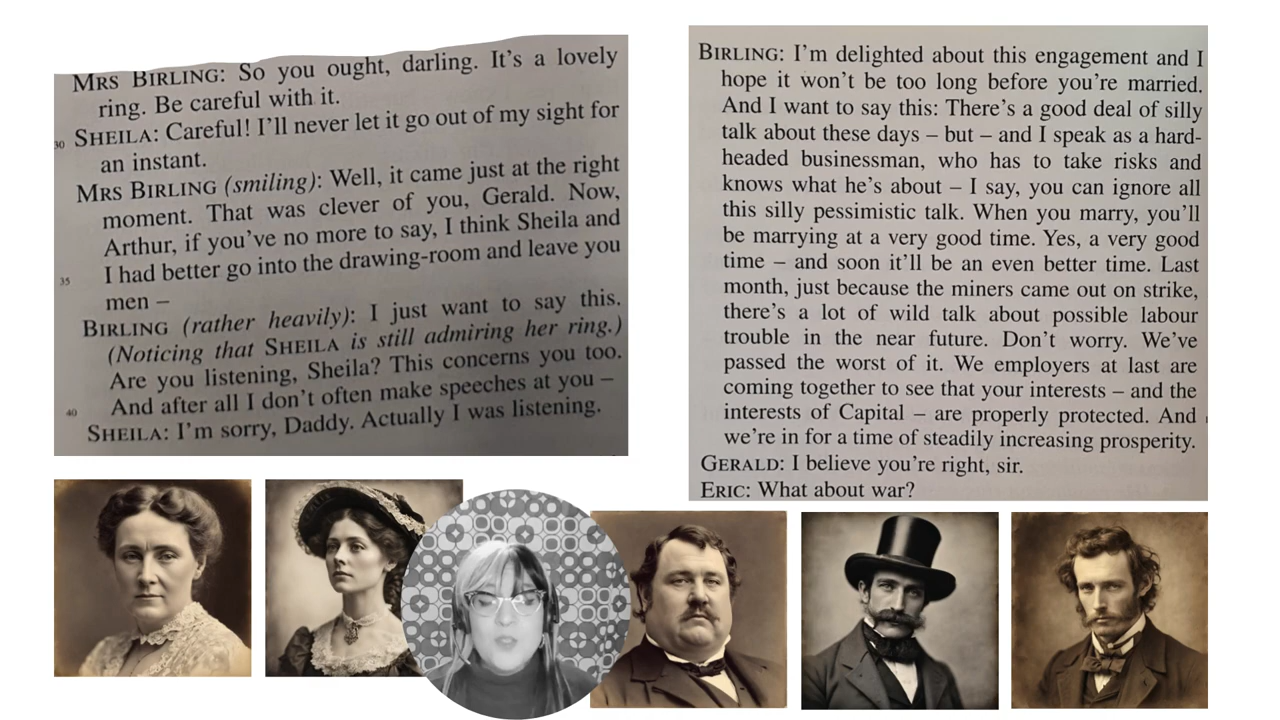 MRS BIRLING: So you ought, darling. It's a lovely
ring. Be careful with it.
30 SHEILA: Careful! I'll never let it go out of my sight for
an instant.
MRS BIRLING (smiling): Well, it came just at the right
moment. That was clever of you, Gerald. Now,
Arthur, if you've no more to say, I think Sheila and
35 I had better go into the drawing-room and leave you
men –
BIRLING (rather heavily): I just want to say this.
(Noticing that SHEILA is still admiring her ring.)
Are you listening, Sheila? This concerns you too.
40 And after all I don't often make speeches at you –
SHEILA: I'm sorry, Daddy. Actually I was listening.
BIRLING: I'm delighted about this engagement and I
hope it won't be too long before you're married.
And I want to say this: There's a good deal of silly
talk about these days – but – and I speak as a hard-
headed businessman, who has to take risks and
knows what he's about – I say, you can ignore all
this silly pessimistic talk. When you marry, you'll
be marrying at a very good time. Yes, a very good
time – and soon it'll be an even better time. Last
month, just because the miners came out on strike,
there's a lot of wild talk about possible labour
trouble in the near future. Don't worry. We've
passed the worst of it. We employers at last are
coming together to see that your interests – and the
interests of Capital – are properly protected. And
we're in for a time of steadily increasing prosperity.
GERALD: I believe you're right, sir.
ERIC: What about war?